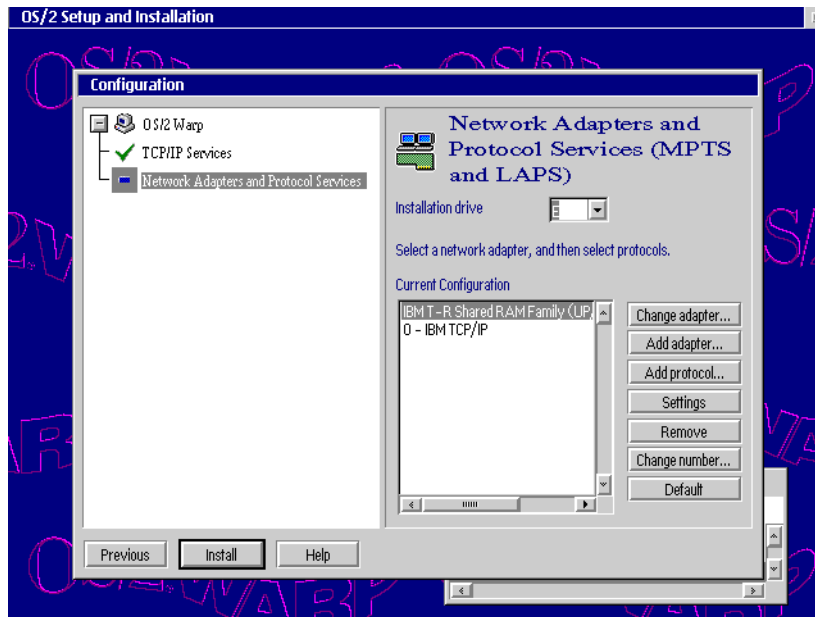 OS/2 Setup and Installation
Configuration
OS/2 Warp
TCP/IP Services
Network Adapters and Protocol Services
Network Adapters and
Protocol Services (MPTS
and LAPS)
Installation drive
Select a network adapter, and then select protocols.
Current Configuration
IBM T-R Shared RAM Family (UP,
0 - IBM TCP/IP
Change adapter...
Add adapter...
Add protocol...
Settings
Remove
Change number...
Default
Previous
Install
Help
OS/2 WARP